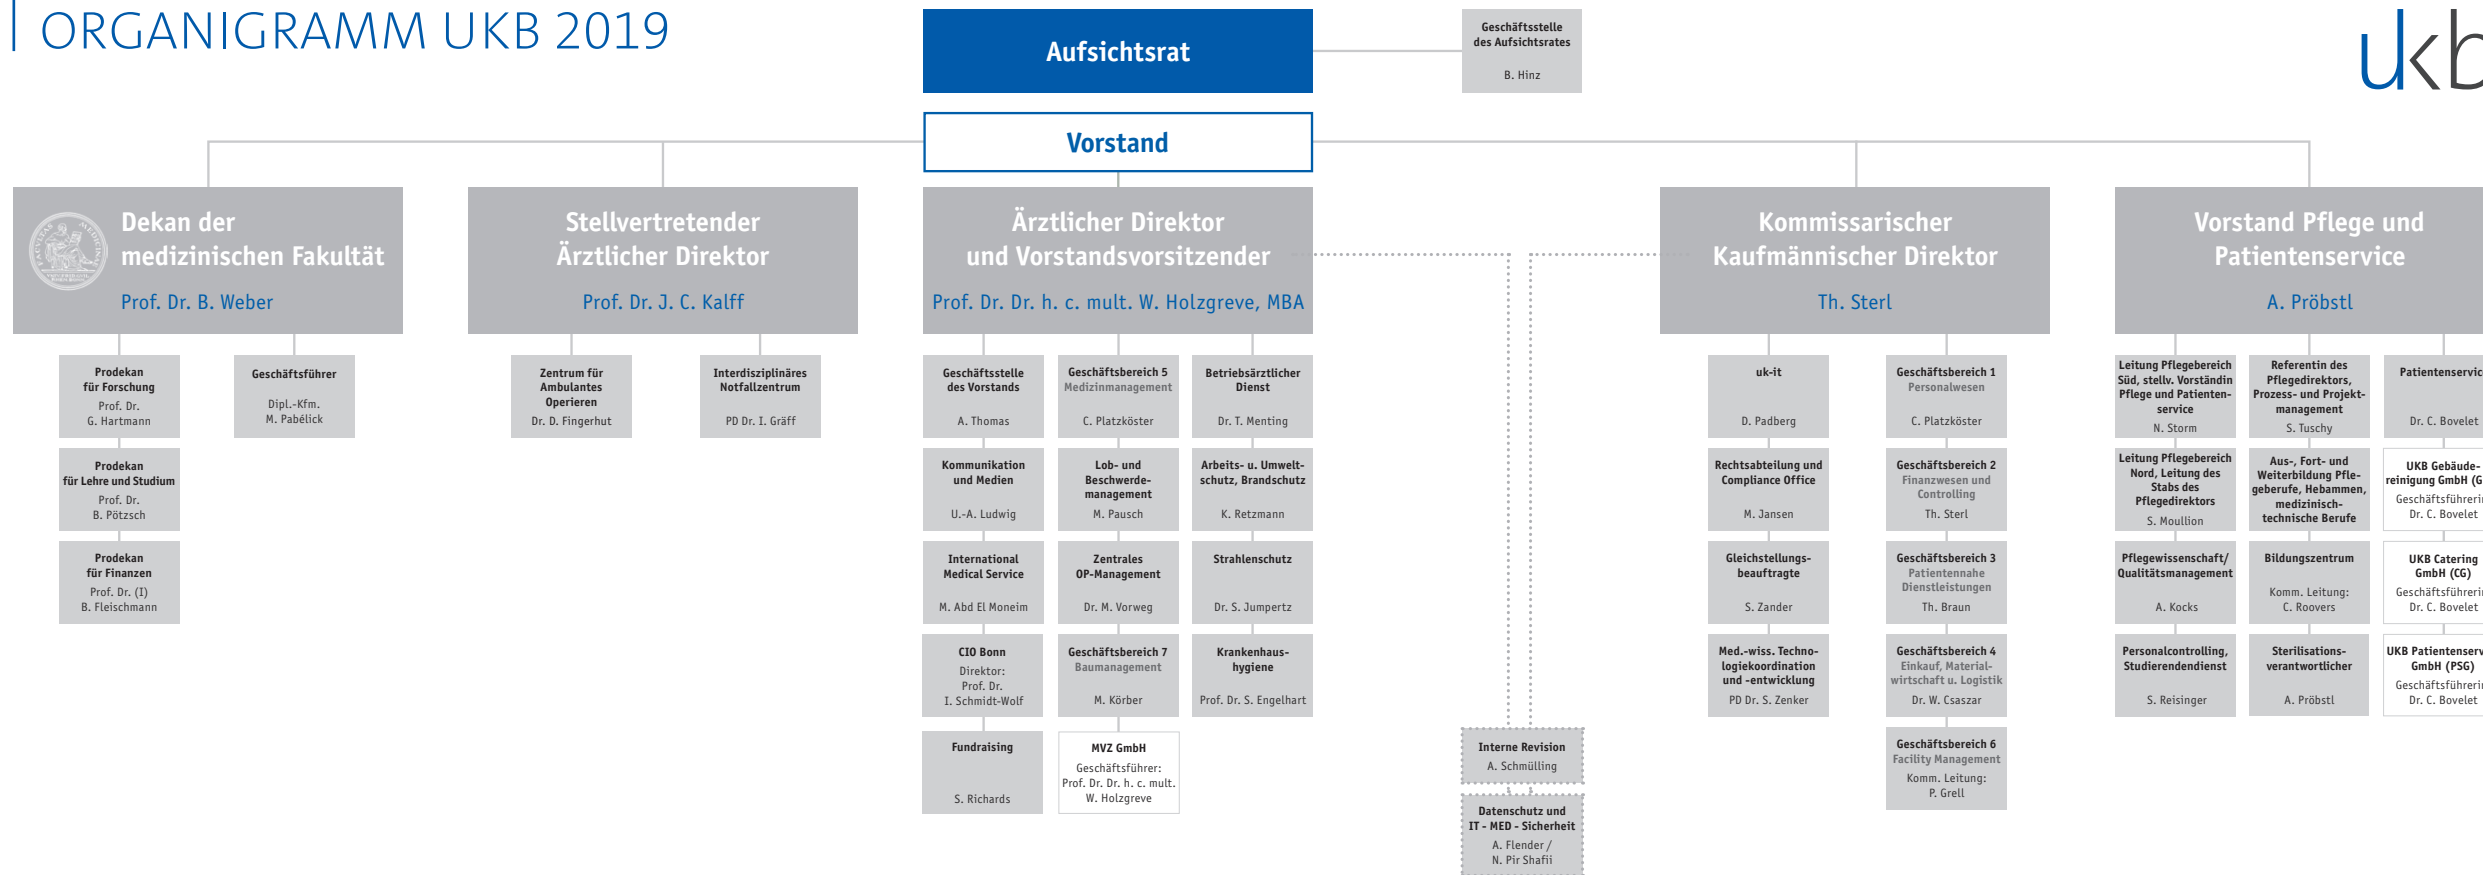 ORGANIGRAMM UKB 2019
Aufsichtsrat
Geschäftsstelle
des Aufsichtsrates
B. Hinz
ukb
Vorstand
Dekan der
medizinischen Fakultät
Prof. Dr. B. Weber
Stellvertretender
Ärztlicher Direktor
Prof. Dr. J. C. Kalff
Ärztlicher Direktor
und Vorstandsvorsitzender
Prof. Dr. Dr. h. c. mult. W. Holzgreve, MBA
Kommissarischer
Kaufmännischer Direktor
Th. Sterl
Vorstand Pflege und
Patientenservice
A. Pröbstl
Prodekan
für Forschung
Prof. Dr.
G. Hartmann
Geschäftsführer
Dipl.-Kfm.
M. Pabélick
Prodekan
für Lehre und Studium
Prof. Dr.
B. Pötzsch
Prodekan
für Finanzen
Prof. Dr. (I)
B. Fleischmann
Zentrum für
Ambulantes
Operieren
Dr. D. Fingerhut
Interdisziplinäres
Notfallzentrum
PD Dr. I. Gräff
Geschäftsstelle
des Vorstands
A. Thomas
Geschäftsbereich 5
Medizinmanagement
C. Platzköster
Betriebsärztlicher
Dienst
Dr. T. Menting
Kommunikation
und Medien
U.-A. Ludwig
Lob- und
Beschwerde-
management
M. Pausch
Arbeits- u. Umwelt-
schutz, Brandschutz
K. Retzmann
International
Medical Service
M. Abd El Moneim
Zentrales
OP-Management
Dr. M. Vorweg
Strahlenschutz
Dr. S. Jumpertz
CIO Bonn
Direktor:
Prof. Dr.
I. Schmidt-Wolf
Geschäftsbereich 7
Baumanagement
M. Körber
Krankenhaus-
hygiene
Prof. Dr. S. Engelhart
Fundraising
S. Richards
MVZ GmbH
Geschäftsführer:
Prof. Dr. Dr. h. c. mult.
W. Holzgreve
Interne Revision
A. Schmülling
Datenschutz und
IT - MED - Sicherheit
A. Flender /
N. Pir Shafii
uk-it
D. Padberg
Geschäftsbereich 1
Personalwesen
C. Platzköster
Rechtsabteilung und
Compliance Office
M. Jansen
Geschäftsbereich 2
Finanzwesen und
Controlling
Th. Sterl
Gleichstellungs-
beauftragte
S. Zander
Geschäftsbereich 3
Patientennahe
Dienstleistungen
Th. Braun
Med.-wiss. Techno-
logiekoordination
und -entwicklung
PD Dr. S. Zenker
Geschäftsbereich 4
Einkauf, Material-
wirtschaft u. Logistik
Dr. W. Csaszar
Geschäftsbereich 6
Facility Management
Komm. Leitung:
P. Grell
Leitung Pflegebereich
Süd, stellv. Vorständin
Pflege und Patienten-
service
N. Storm
Referentin des
Pflegedirektors,
Prozess- und Projekt-
management
S. Tuschy
Patientenservice
Dr. C. Bovelet
Leitung Pflegebereich
Nord, Leitung des
Stabs des
Pflegedirektors
S. Moullion
Aus-, Fort- und
Weiterbildung Pfle-
geberufe, Hebammen,
medizinisch-
technische Berufe
UKB Gebäude-
reinigung GmbH (G
Geschäftsführerin
Dr. C. Bovelet
Pflegewissenschaft/
Qualitätsmanagement
A. Kocks
Bildungszentrum
Komm. Leitung:
C. Roovers
UKB Catering
GmbH (CG)
Geschäftsführerin
Dr. C. Bovelet
Personalcontrolling,
Studierendendienst
S. Reisinger
Sterilisations-
verantwortlicher
A. Pröbstl
UKB Patientenserv
GmbH (PSG)
Geschäftsführerin
Dr. C. Bovelet